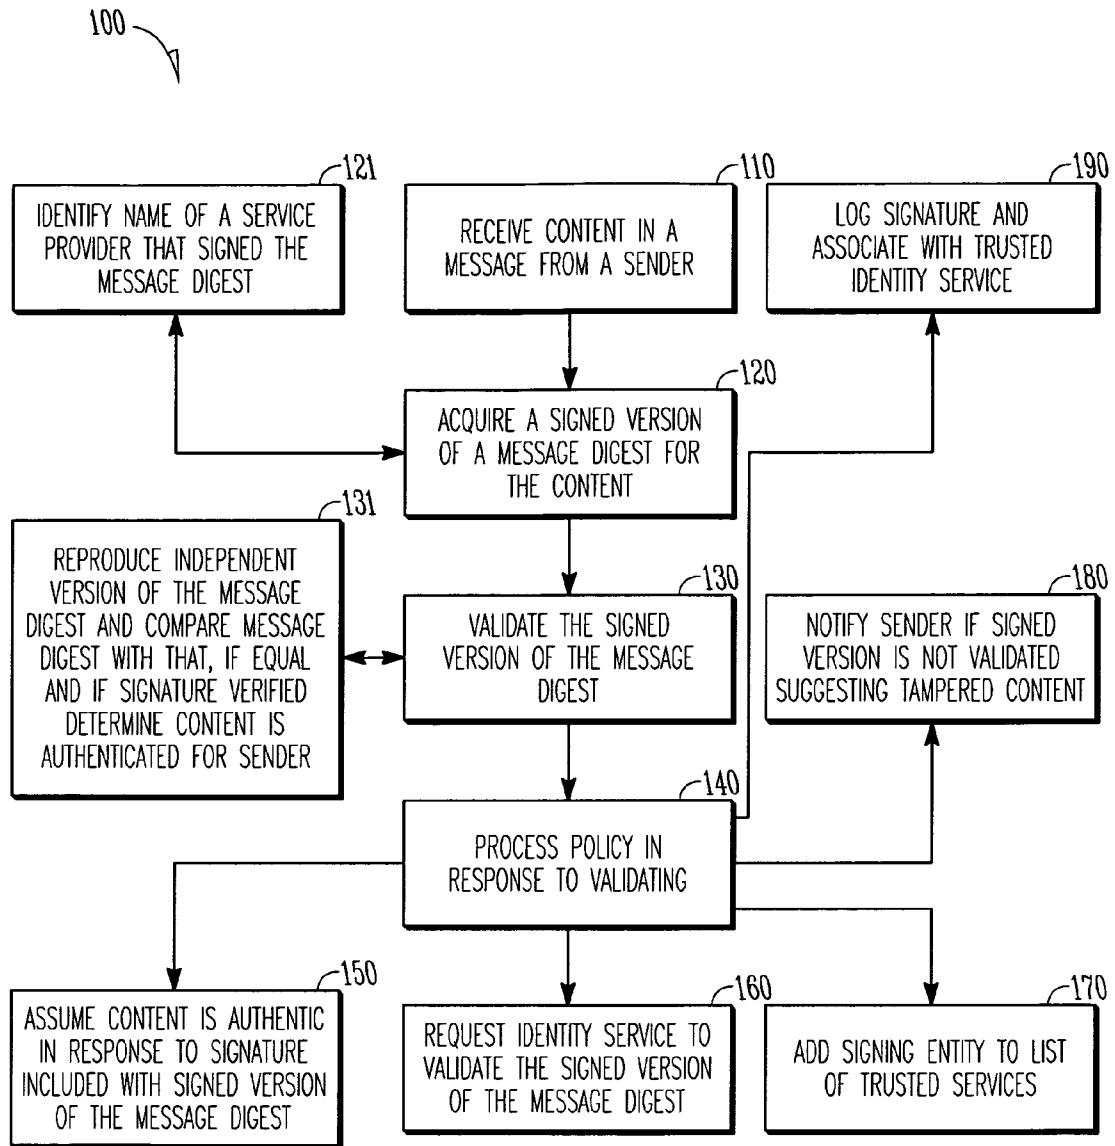 100
121
IDENTIFY NAME OF A SERVICE
PROVIDER THAT SIGNED THE
MESSAGE DIGEST
110
RECEIVE CONTENT IN A
MESSAGE FROM A SENDER
190
LOG SIGNATURE AND
ASSOCIATE WITH TRUSTED
IDENTITY SERVICE
120
ACQUIRE A SIGNED VERSION
OF A MESSAGE DIGEST FOR
THE CONTENT
131
REPRODUCE INDEPENDENT
VERSION OF THE MESSAGE
DIGEST AND COMPARE MESSAGE
DIGEST WITH THAT, IF EQUAL
AND IF SIGNATURE VERIFIED
DETERMINE CONTENT IS
AUTHENTICATED FOR SENDER
130
VALIDATE THE SIGNED
VERSION OF THE MESSAGE
DIGEST
180
NOTIFY SENDER IF SIGNED
VERSION IS NOT VALIDATED
SUGGESTING TAMPERED CONTENT
140
PROCESS POLICY IN
RESPONSE TO VALIDATING
150
ASSUME CONTENT IS AUTHENTIC
IN RESPONSE TO SIGNATURE
INCLUDED WITH SIGNED VERSION
OF THE MESSAGE DIGEST
160
REQUEST IDENTITY SERVICE TO
VALIDATE THE SIGNED VERSION
OF THE MESSAGE DIGEST
170
ADD SIGNING ENTITY TO LIST
OF TRUSTED SERVICES